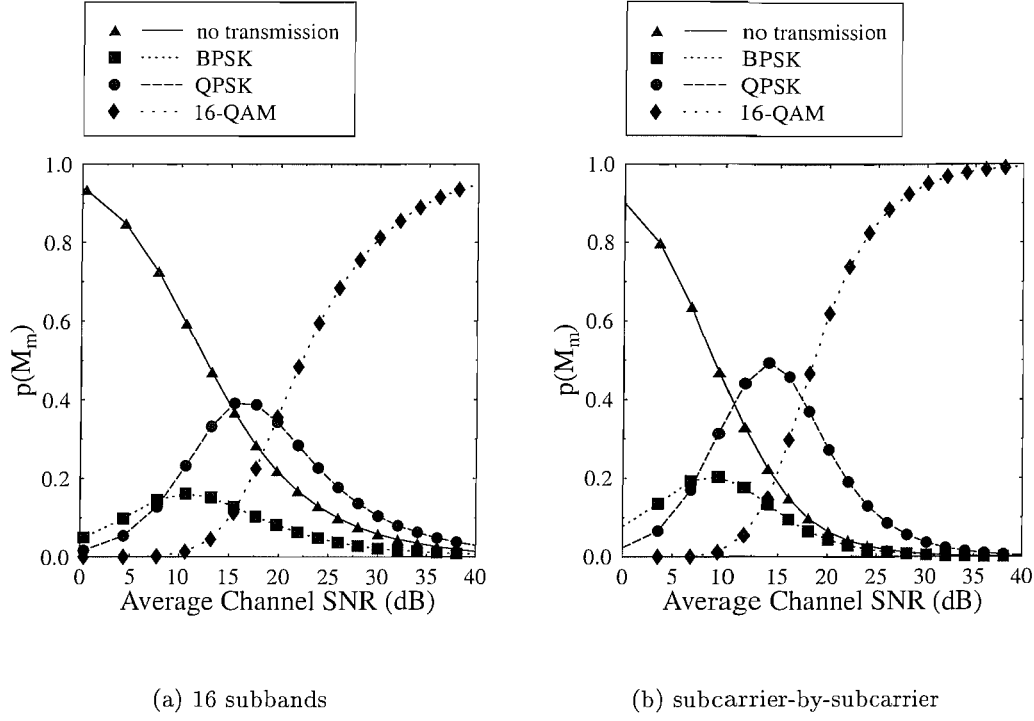 no transmission
BPSK
QPSK
16-QAM
1.0
0.8
0.6
0.4
0.2
0.0
p(Mm)
0 5 10 15 20 25 30 35 40
Average Channel SNR (dB)
(a) 16 subbands
no transmission
BPSK
QPSK
16-QAM
1.0
0.8
0.6
0.4
0.2
0.0
p(Mm)
0 5 10 15 20 25 30 35 40
Average Channel SNR (dB)
(b) subcarrier-by-subcarrier